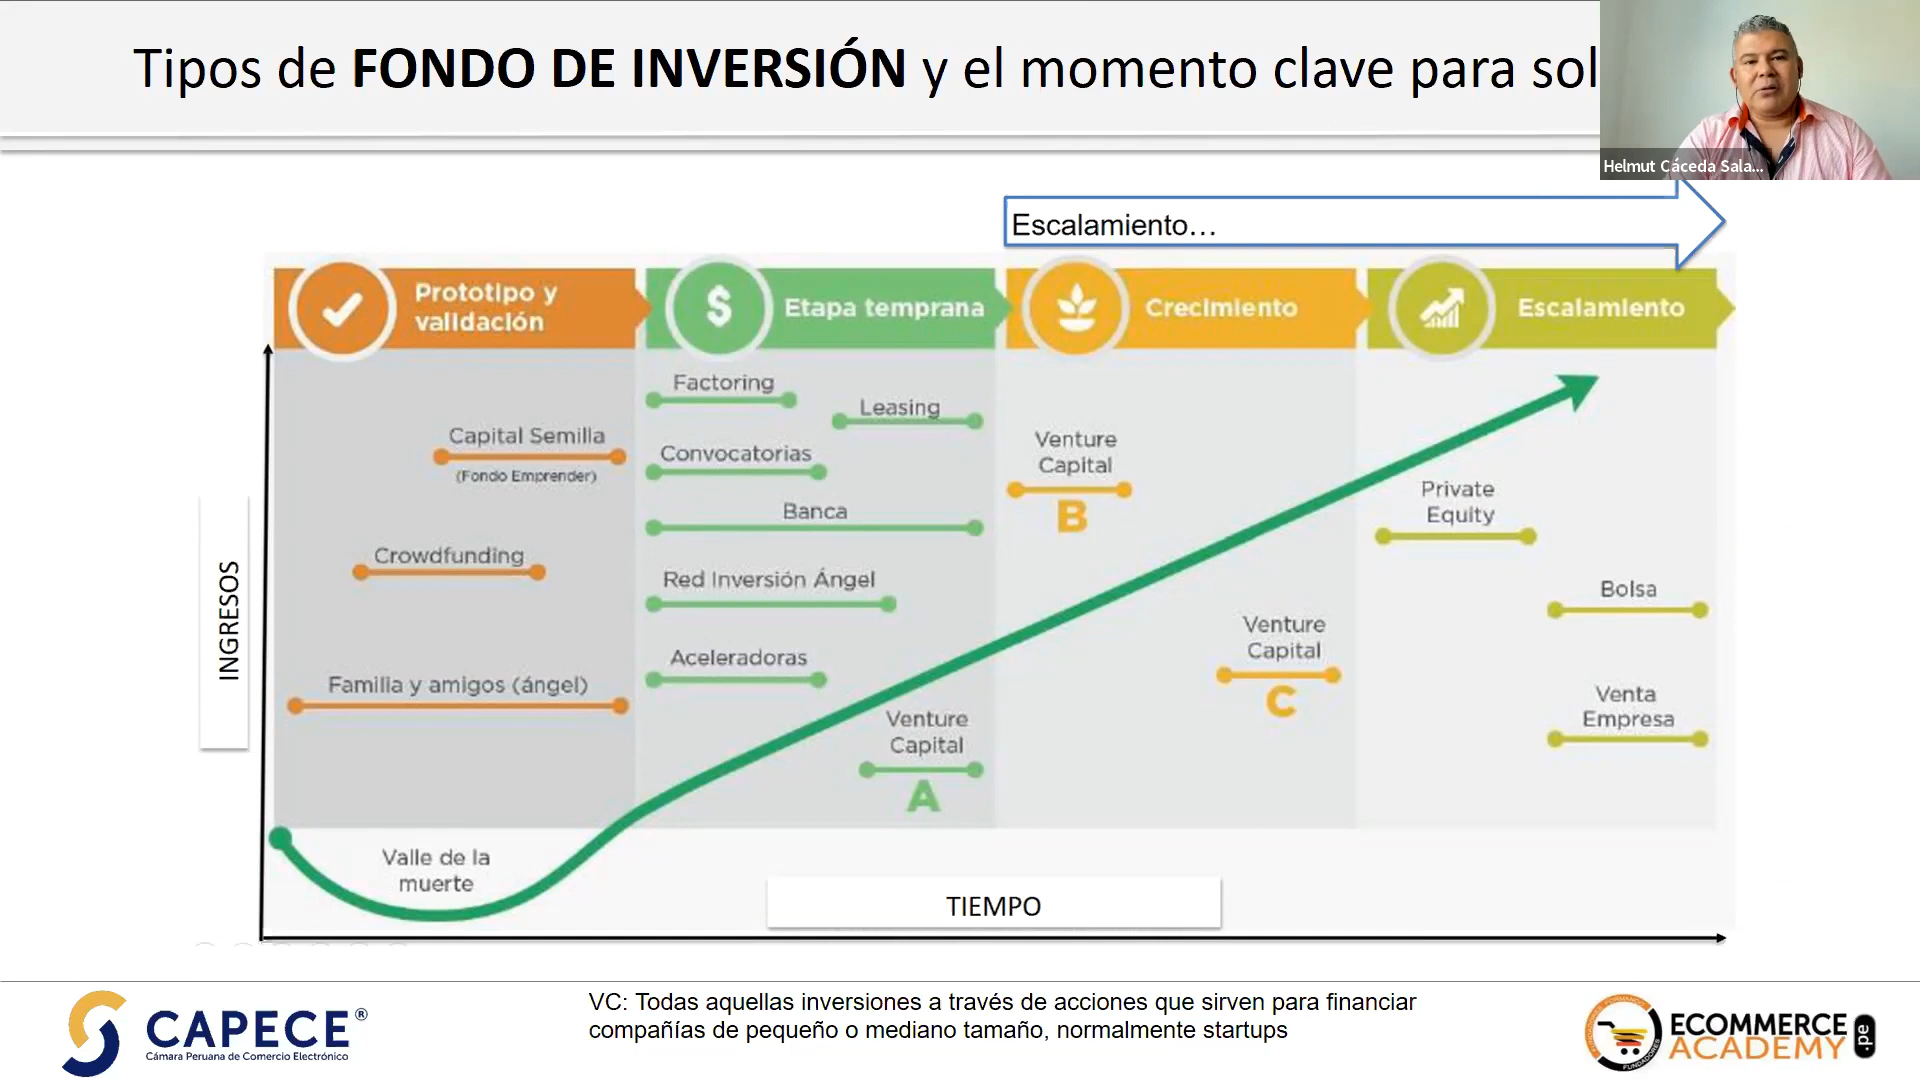 Tipos de FONDO DE INVERSIÓN y el momento clave para sol
Helmut Cáceda Sala...
Escalamiento...
Prototipo y
validación
Etapa temprana
Crecimiento
Escalamiento
Factoring
Leasing
Capital Semilla
(Fondo Emprender)
Convocatorias
Venture
Capital
B
Private
Equity
Banca
Crowdfunding
Red Inversión Ángel
Bolsa
INGRESOS
Venture
Capital
C
Aceleradoras
Familia y amigos (ángel)
Venta
Empresa
Venture
Capital
A
Valle de la
muerte
TIEMPO
CAPECE®
Cámara Peruana de Comercio Electrónico
VC: Todas aquellas inversiones a través de acciones que sirven para financiar
compañías de pequeño o mediano tamaño, normalmente startups
ECOMMERCE
ACADEMY
.pe
FUNDADORES